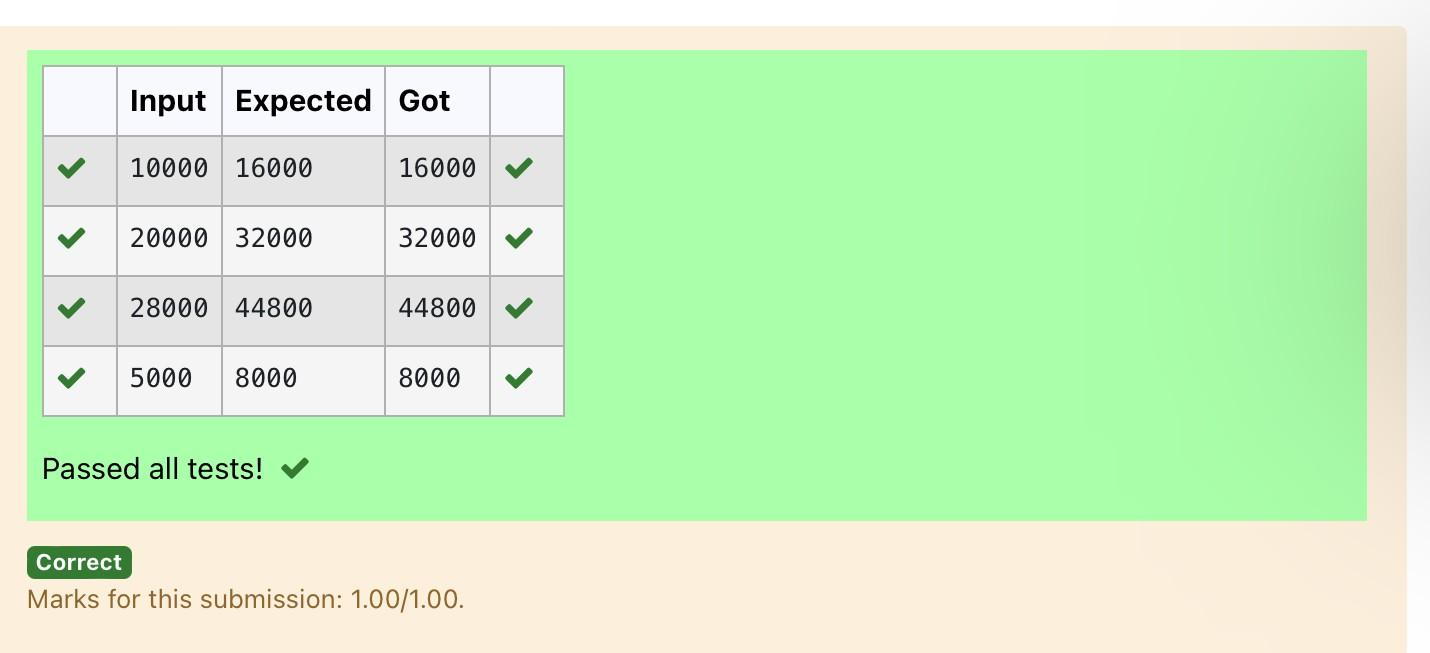 Input Expected Got
10000 16000 16000
20000 32000 32000
28000 44800 44800
5000 8000 8000
Passed all tests!
Correct
Marks for this submission: 1.00/1.00.